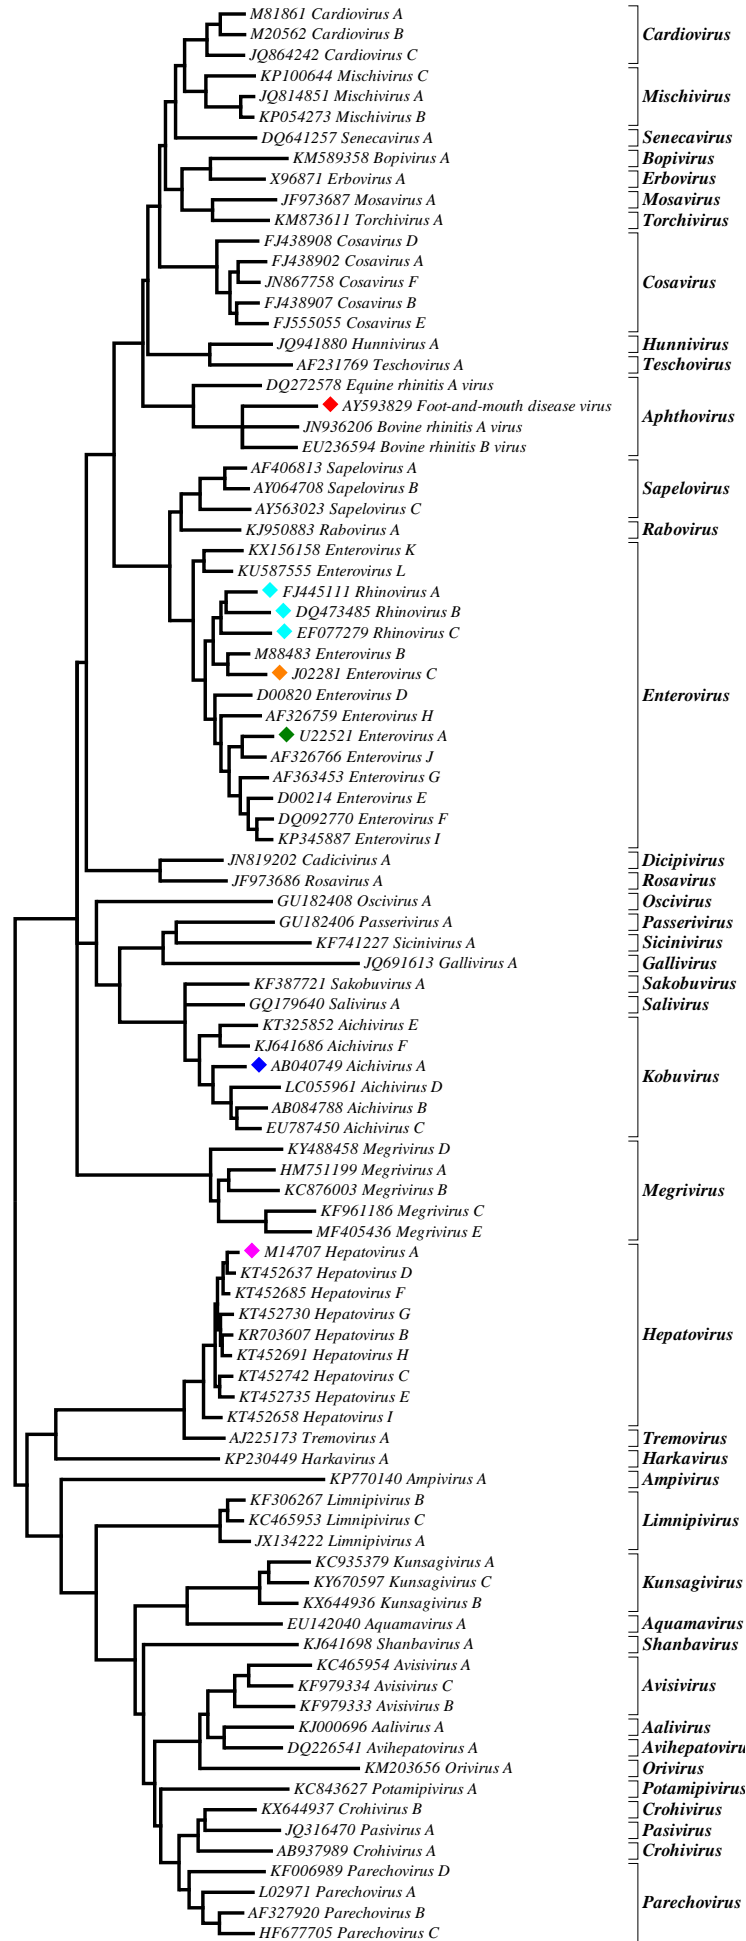 M81861 Cardiovirus A
M20562 Cardiovirus B
Cardiovirus
JQ864242 Cardiovirus C
KP100644 Mischivirus C
JQ814851 Mischivirus A
Mischivirus
KP054273 Mischivirus B
DQ641257 Senecavirus A
Senecavirus
KM589358 Bopivirus A
Bopivirus
X96871 Erbovirus A
Erbovirus
JF973687 Mosavirus A
Mosavirus
KM873611 Torchivirus A
Torchivirus
FJ438908 Cosavirus D
FJ438902 Cosavirus A
JN867758 Cosavirus F
Cosavirus
FJ438907 Cosavirus B
FJ555055 Cosavirus E
JQ941880 Hunnivirus A
Hunnivirus
AF231769 Teschovirus A
Teschovirus
DQ272578 Equine rhinitis A virus
AY593829 Foot-and-mouth disease virus
Aphthovirus
JN936206 Bovine rhinitis A virus
EU236594 Bovine rhinitis B virus
AF406813 Sapelovirus A
AY064708 Sapelovirus B
Sapelovirus
AY563023 Sapelovirus C
KJ950883 Rabovirus A
Rabovirus
KX156158 Enterovirus K
KU587555 Enterovirus L
FJ445111 Rhinovirus A
DQ473485 Rhinovirus B
EF077279 Rhinovirus C
M88483 Enterovirus B
J02281 Enterovirus C
D00820 Enterovirus D
Enterovirus
AF326759 Enterovirus H
U22521 Enterovirus A
AF326766 Enterovirus J
AF363453 Enterovirus G
D00214 Enterovirus E
DQ092770 Enterovirus F
KP345887 Enterovirus I
JN819202 Cadicivirus A
Dicipivirus
JF973686 Rosavirus A
Rosavirus
GU182408 Oscivirus A
Oscivirus
GU182406 Passerivirus A
Passerivirus
KF741227 Sicinivirus A
Sicinivirus
JQ691613 Gallivirus A
Gallivirus
KF387721 Sakobuvirus A
Sakobuvirus
GQ179640 Salivirus A
Salivirus
KT325852 Aichivirus E
KJ641686 Aichivirus F
AB040749 Aichivirus A
Kobuvirus
LC055961 Aichivirus D
AB084788 Aichivirus B
EU787450 Aichivirus C
KY488458 Megrivirus D
HM751199 Megrivirus A
KC876003 Megrivirus B
Megrivirus
KF961186 Megrivirus C
MF405436 Megrivirus E
M14707 Hepatovirus A
KT452637 Hepatovirus D
KT452685 Hepatovirus F
KT452730 Hepatovirus G
KR703607 Hepatovirus B
Hepatovirus
KT452691 Hepatovirus H
KT452742 Hepatovirus C
KT452735 Hepatovirus E
KT452658 Hepatovirus I
AJ225173 Tremovirus A
Tremovirus
KP230449 Harkavirus A
Harkavirus
KP770140 Ampivirus A
Ampivirus
KF306267 Limnipivirus B
KC465953 Limnipivirus C
Limnipivirus
JX134222 Limnipivirus A
KC935379 Kunsagivirus A
KY670597 Kunsagivirus C
Kunsagivirus
KX644936 Kunsagivirus B
EU142040 Aquamavirus A
Aquamavirus
KJ641698 Shanbavirus A
Shanbavirus
KC465954 Avisivirus A
KF979334 Avisivirus C
Avisivirus
KF979333 Avisivirus B
KJ000696 Aalivirus A
Aalivirus
DQ226541 Avihepatovirus A
Avihepatoviru
KM203656 Orivirus A
Orivirus
KC843627 Potamipivirus A
Potamipivirus
KX644937 Crohivirus B
Crohivirus
JQ316470 Pasivirus A
Pasivirus
AB937989 Crohivirus A
Crohivirus
KF006989 Parechovirus D
L02971 Parechovirus A
Parechovirus
AF327920 Parechovirus B
HF677705 Parechovirus C